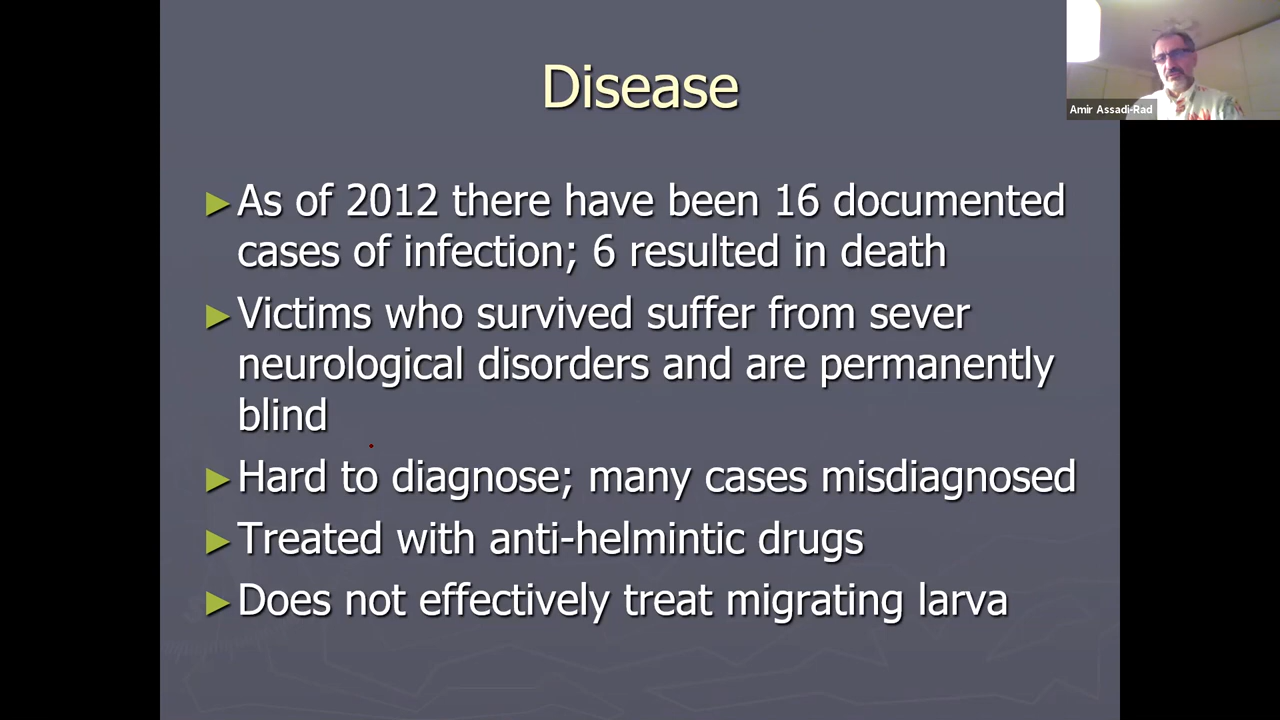 Disease
Amir Assadi-Rad
► As of 2012 there have been 16 documented
cases of infection; 6 resulted in death
► Victims who survived suffer from sever
neurological disorders and are permanently
blind
► Hard to diagnose; many cases misdiagnosed
► Treated with anti-helmintic drugs
► Does not effectively treat migrating larva